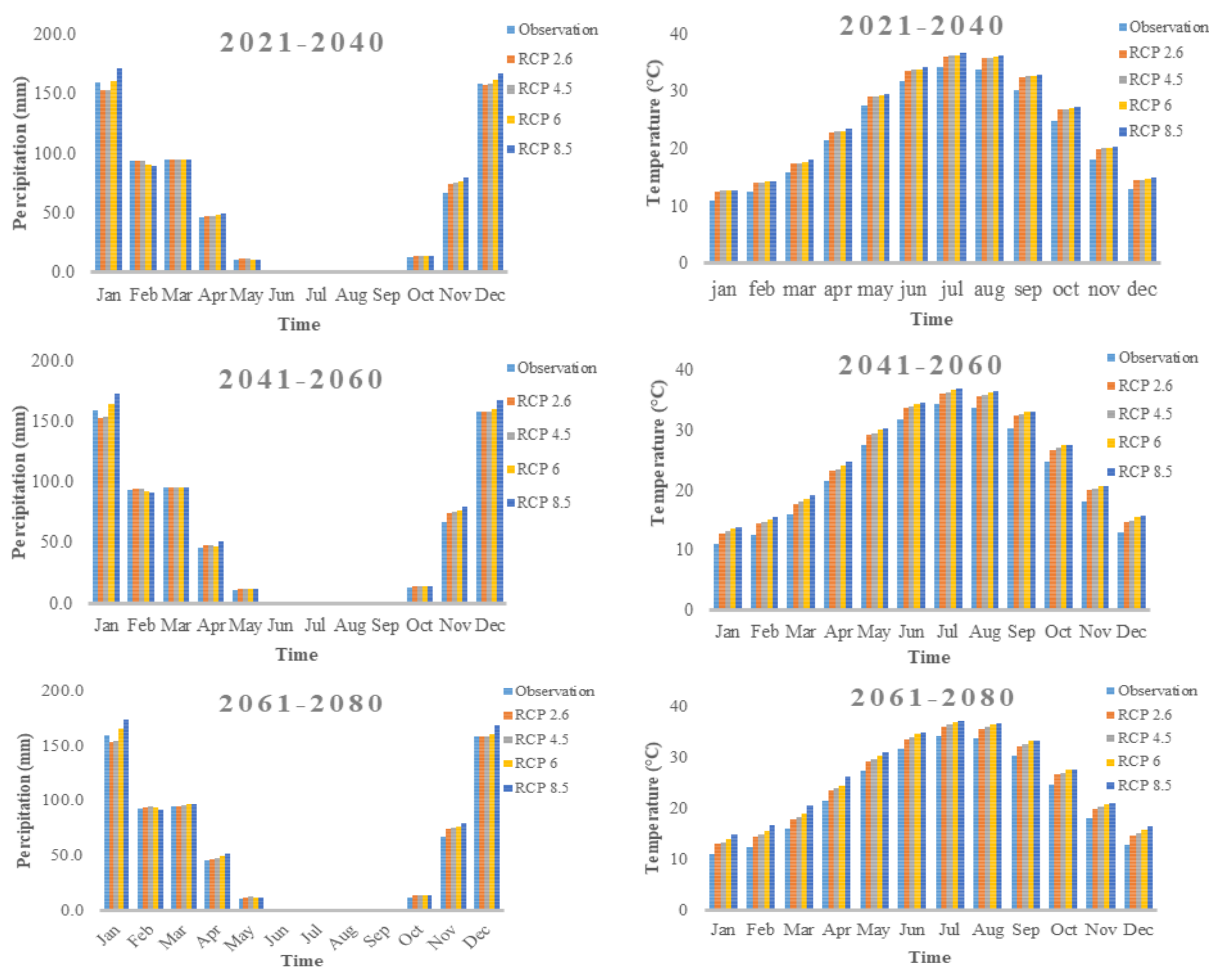 2021-2040
Percipitation (mm)
200.0
150.0
100.0
50.0
0.0
Jan Feb Mar Apr May Jun Jul Aug Sep Oct Nov Dec
Time
Observation
RCP 2.6
RCP 4.5
RCP 6
RCP 8.5
2021-2040
Temperature (°C)
40
30
20
10
0
jan feb mar apr may jun jul aug sep oct nov dec
Time
Observation
RCP 2.6
RCP 4.5
RCP 6
RCP 8.5
2041-2060
Precipitation (mm)
200.0
150.0
100.0
50.0
0.0
Jan Feb Mar Apr May Jun Jul Aug Sep Oct Nov Dec
Time
Observation
RCP 2.6
RCP 4.5
RCP 6
RCP 8.5
2041-2060
Temperature (°C)
40
30
20
10
0
Jan Feb Mar Apr May Jun Jul Aug Sep Oct Nov Dec
Time
Observation
RCP 2.6
RCP 4.5
RCP 6
RCP 8.5
2061-2080
Precipitation (mm)
200.0
150.0
100.0
50.0
0.0
Jan Feb Mar Apr May Jun Jul Aug Sep Oct Nov Dec
Time
Observation
RCP 2.6
RCP 4.5
RCP 6
RCP 8.5
2061-2080
Temperature (°C)
40
30
20
10
0
Jan Feb Mar Apr May Jun Jul Aug Sep Oct Nov Dec
Time
Observation
RCP 2.6
RCP 4.5
RCP 6
RCP 8.5